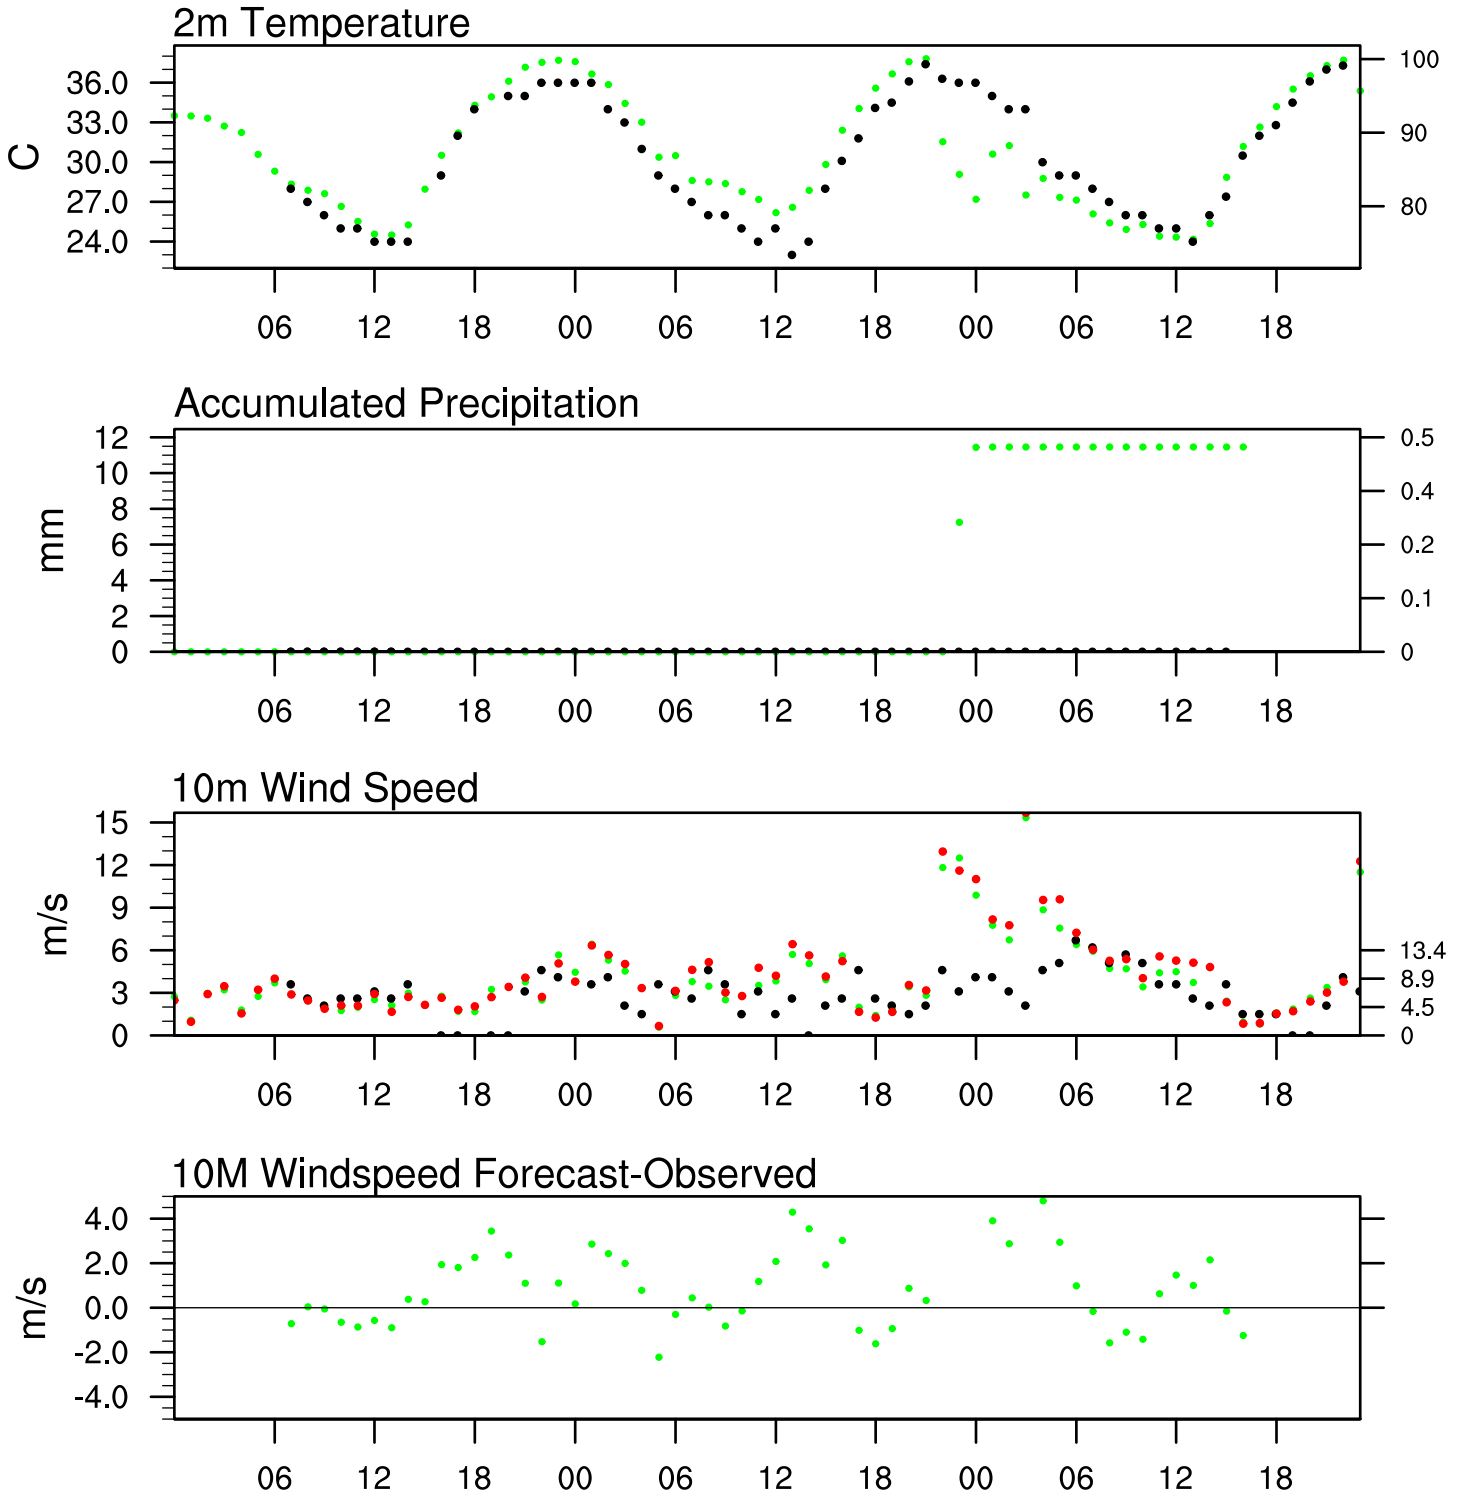 2m Temperature
36.0
33.0
30.0
27.0
24.0
C
100
90
80
06 12 18 00 06 12 18 00 06 12 18
Accumulated Precipitation
12
10
8
6
4
2
0
mm
0.5
0.4
0.2
0.1
0
06 12 18 00 06 12 18 00 06 12 18
10m Wind Speed
15
12
9
6
3
0
m/s
13.4
8.9
4.5
0
06 12 18 00 06 12 18 00 06 12 18
10M Windspeed Forecast-Observed
4.0
2.0
0.0
-2.0
-4.0
m/s
06 12 18 00 06 12 18 00 06 12 18